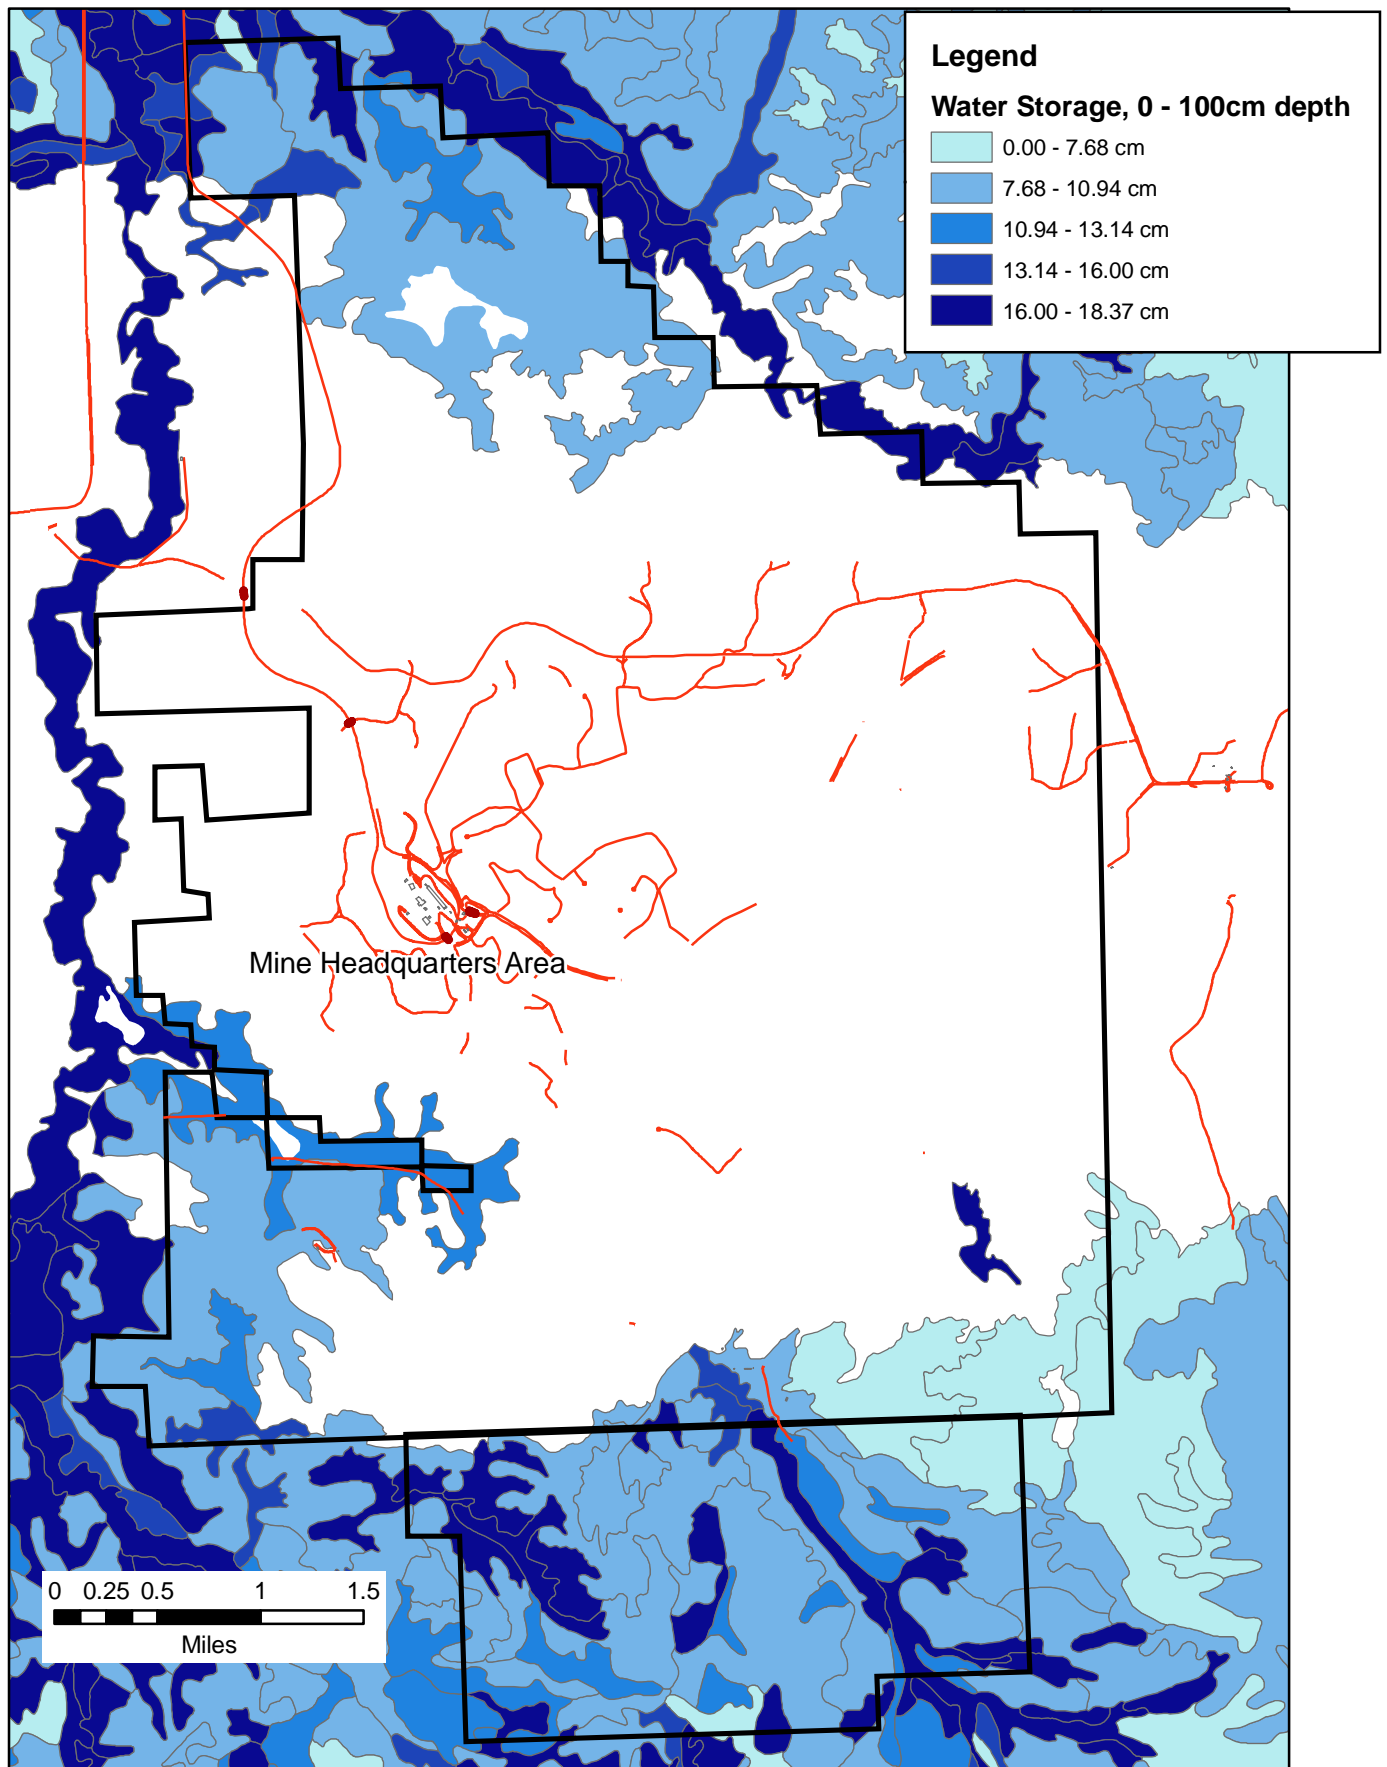 Legend
Water Storage, 0 - 100cm depth
0.00 - 7.68 cm
7.68 - 10.94 cm
10.94 - 13.14 cm
13.14 - 16.00 cm
16.00 - 18.37 cm
Mine Headquarters Area
0 0.25 0.5 1 1.5
Miles